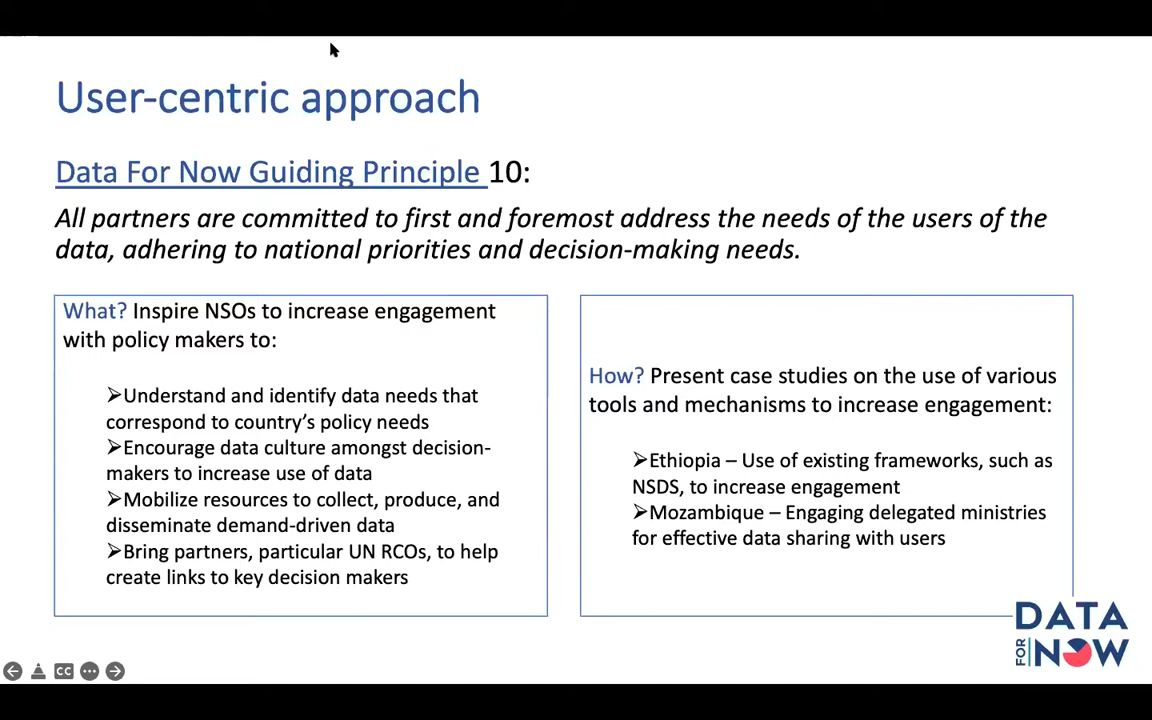 User-centric approach
Data For Now Guiding Principle 10:
All partners are committed to first and foremost address the needs of the users of the
data, adhering to national priorities and decision-making needs.
What? Inspire NSOs to increase engagement
with policy makers to:
➢Understand and identify data needs that
correspond to country's policy needs
➢Encourage data culture amongst decision-
makers to increase use of data
➢Mobilize resources to collect, produce, and
disseminate demand-driven data
➢Bring partners, particular UN RCOs, to help
create links to key decision makers
How? Present case studies on the use of various
tools and mechanisms to increase engagement:
➢Ethiopia – Use of existing frameworks, such as
NSDS, to increase engagement
➢Mozambique – Engaging delegated ministries
for effective data sharing with users
DATA
FOR NOW
CC